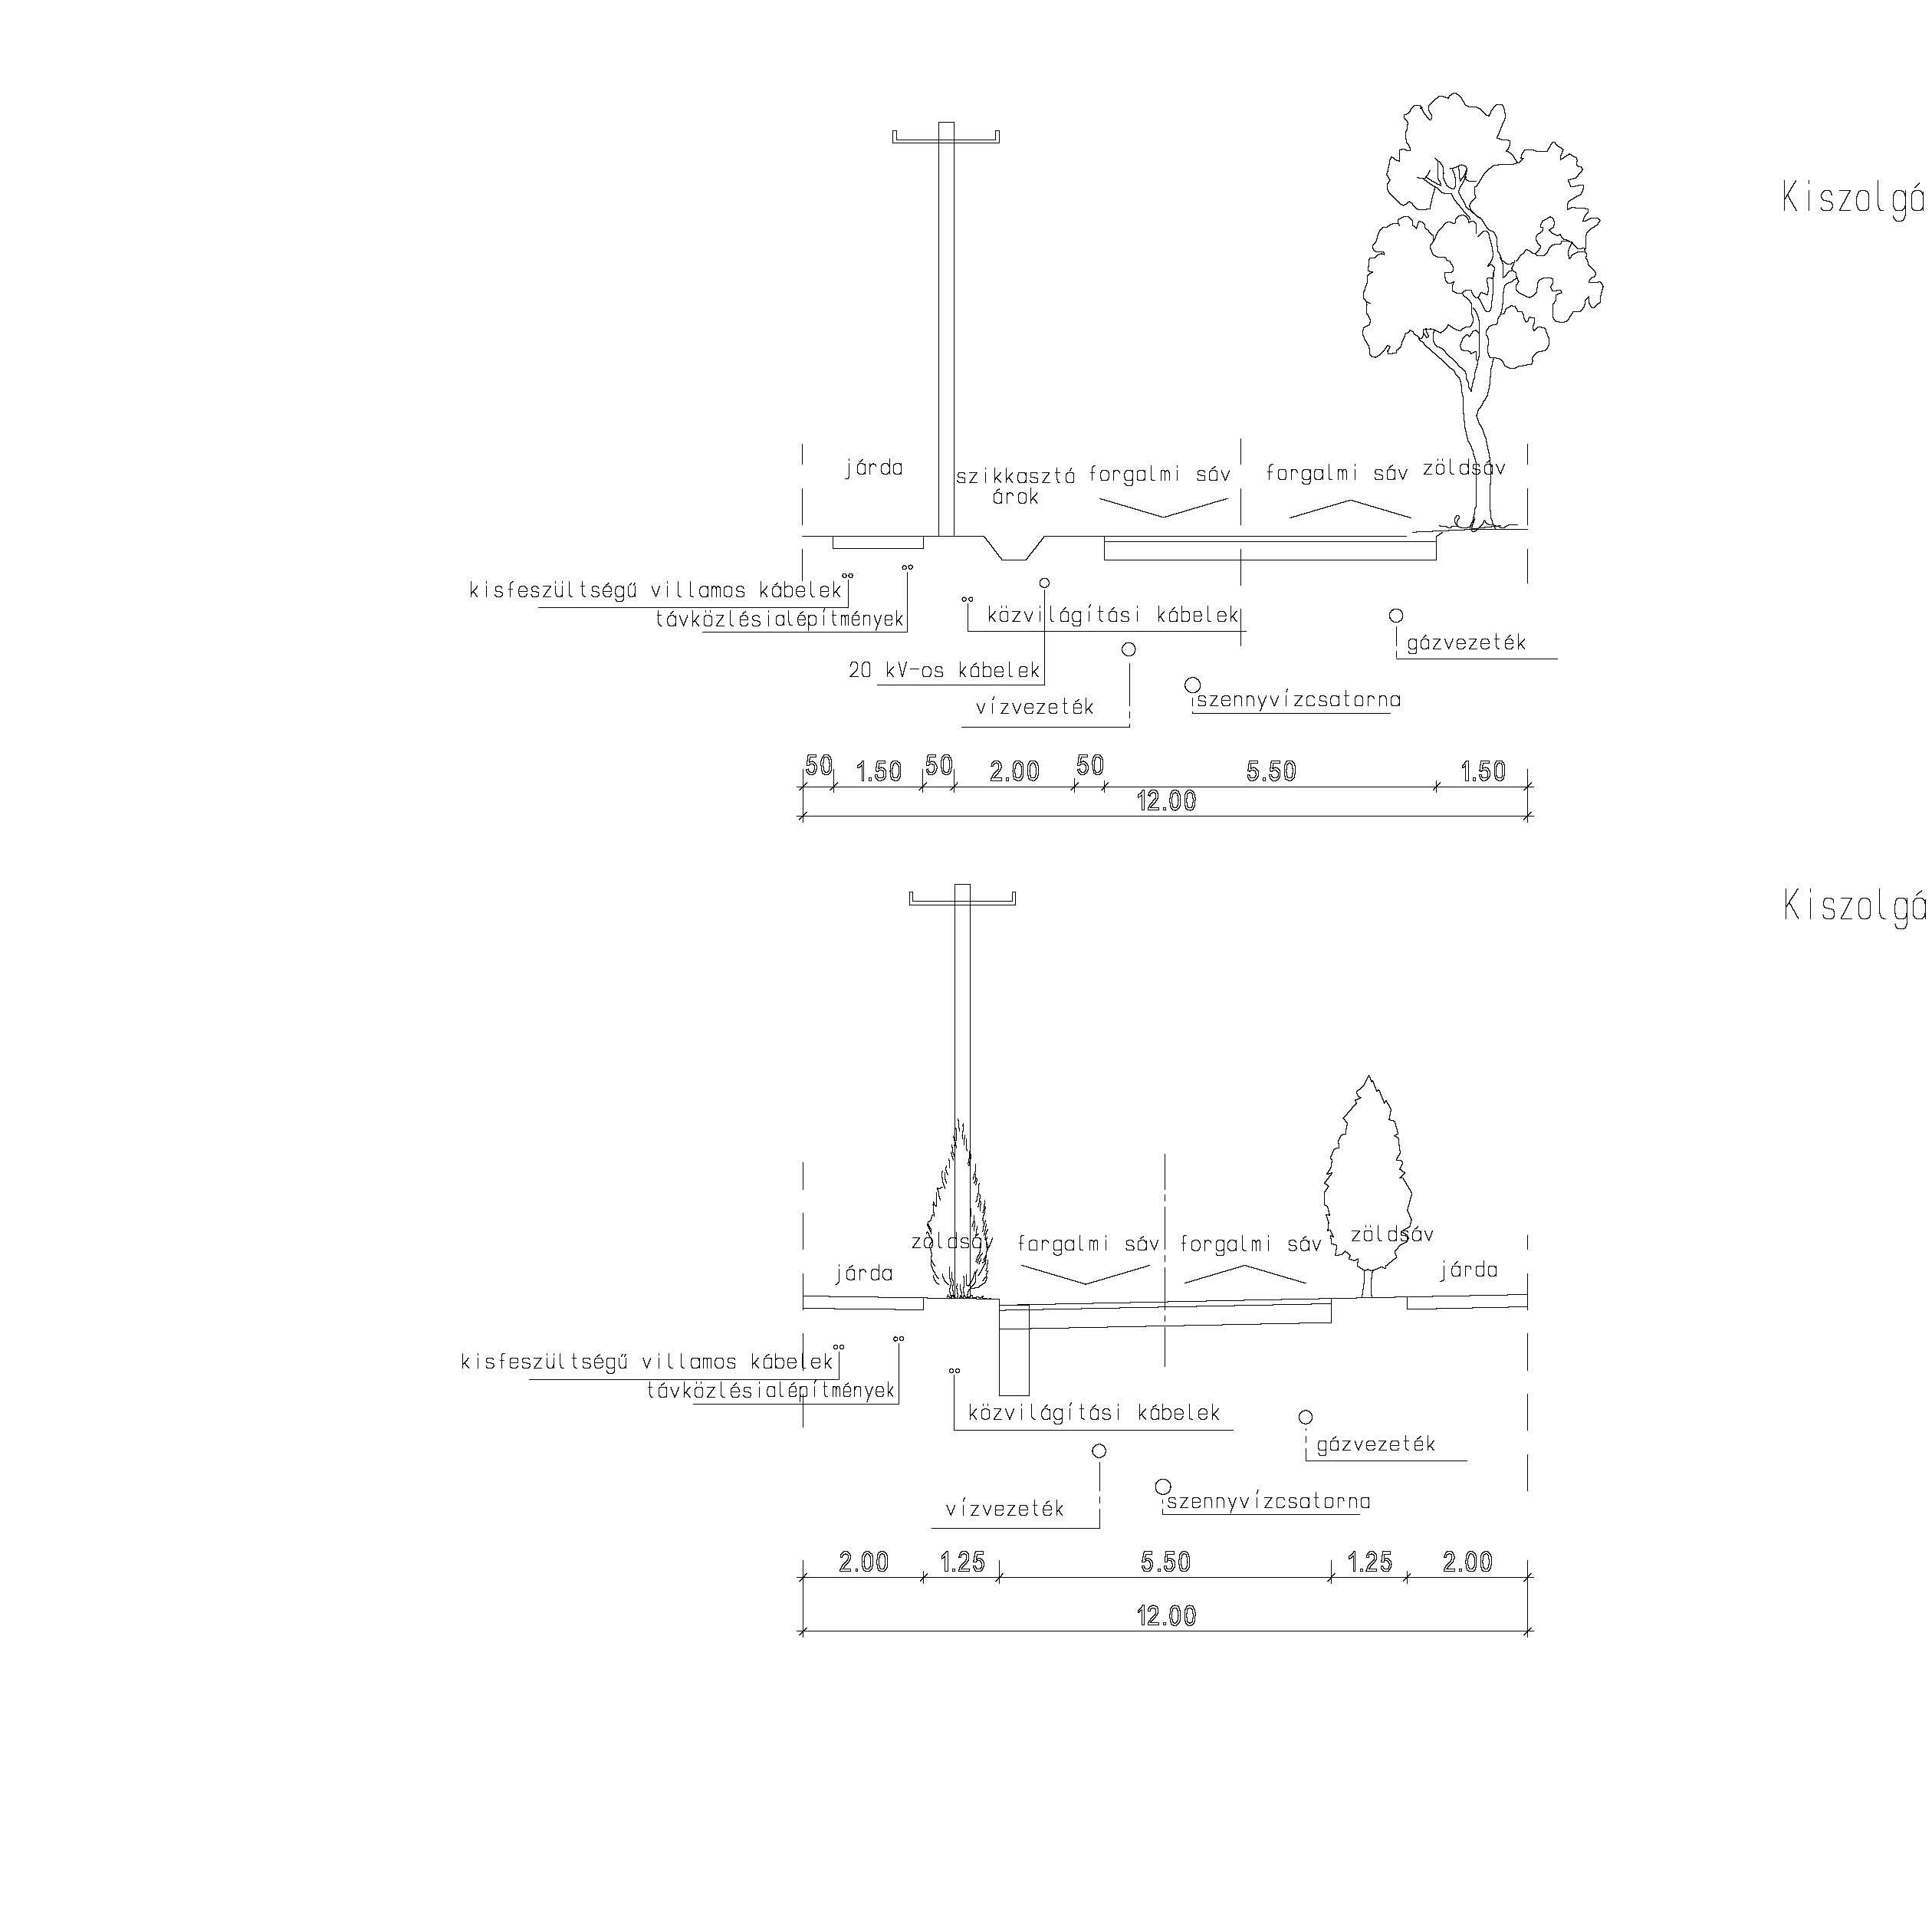 Kiszolgá
járda
szikkasztó
árok
forgalmi sáv
forgalmi sáv
zöldsáv
kisfeszültségű villamos kábelek
távközlésialépítmények
közvilágítási kábelek
gázvezeték
20 kV-os kábelek
szennyvízcsatorna
vízvezeték
50 1.50 50 2.00 50 5.50 1.50
12.00
Kiszolgá
zöldsáv
forgalmi sáv
forgalmi sáv
zöldsáv
járda
járda
kisfeszültségű villamos kábelek
távközlésialépítmények
közvilágítási kábelek
gázvezeték
szennyvízcsatorna
vízvezeték
2.00 1.25 5.50 1.25 2.00
12.00